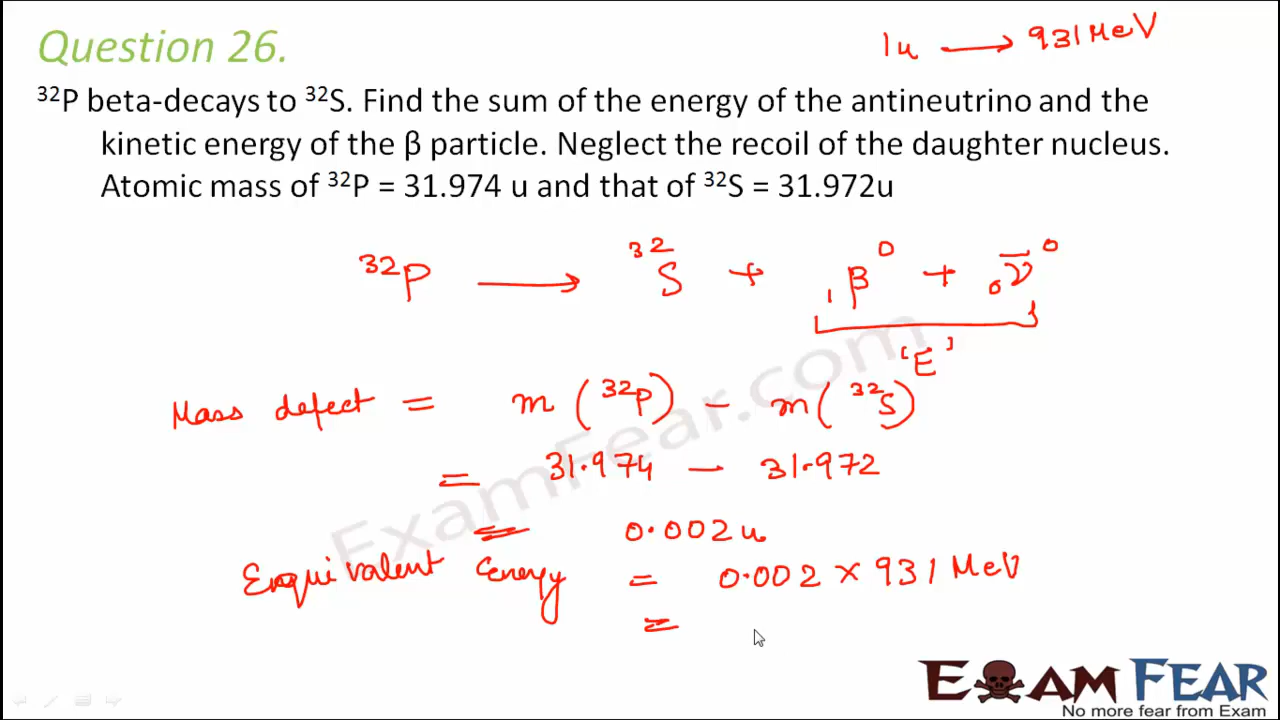 Question 26.
1u → 931 MeV
³²P beta-decays to ³²S. Find the sum of the energy of the antineutrino and the
kinetic energy of the β particle. Neglect the recoil of the daughter nucleus.
Atomic mass of ³²P = 31.974 u and that of ³²S = 31.972u
³²P → ³²S + ₁β⁰ + ₀ν̅⁰
'E'
Mass defect = m (³²P) - m (³²S)
= 31.974 - 31.972
= 0.002 u
Enquivalent energy = 0.002 × 931 MeV
=
ExamFear.com
EXAM FEAR
No more fear from Exam